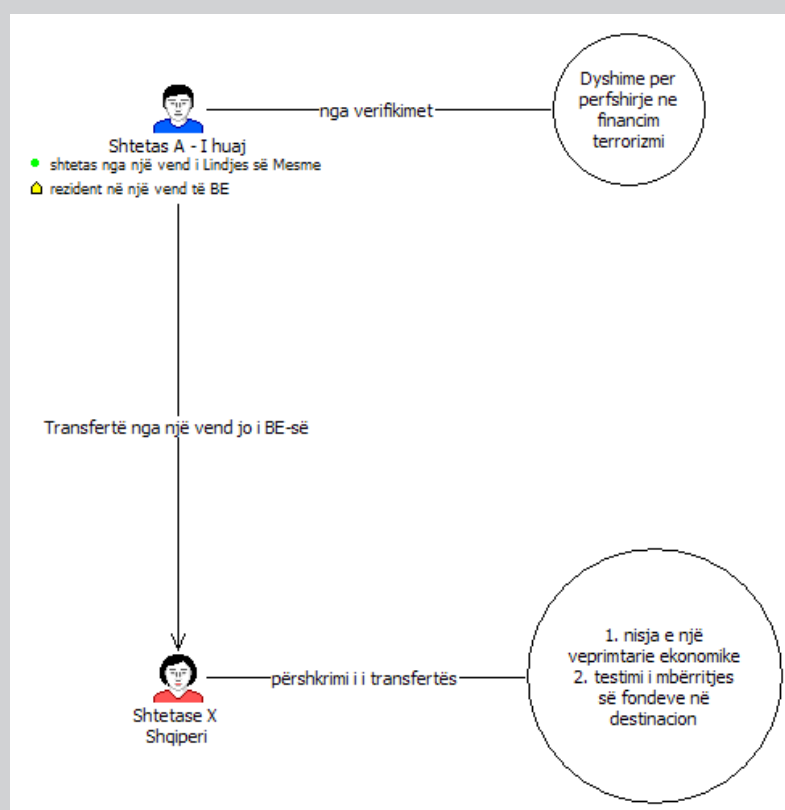 Dyshime per
perfshirje ne
financim
terrorizmi
nga verifikimet
Shtetas A - I huaj
shtetas nga një vend i Lindjes së Mesme
rezident në një vend të BE
Transfertë nga një vend jo i BE-së
1. nisja e një
veprimtarie ekonomike
2. testimi i mbërritjes
së fondeve në
destinacion
përshkrimi i i transfertës
Shtetase X
Shqiperi